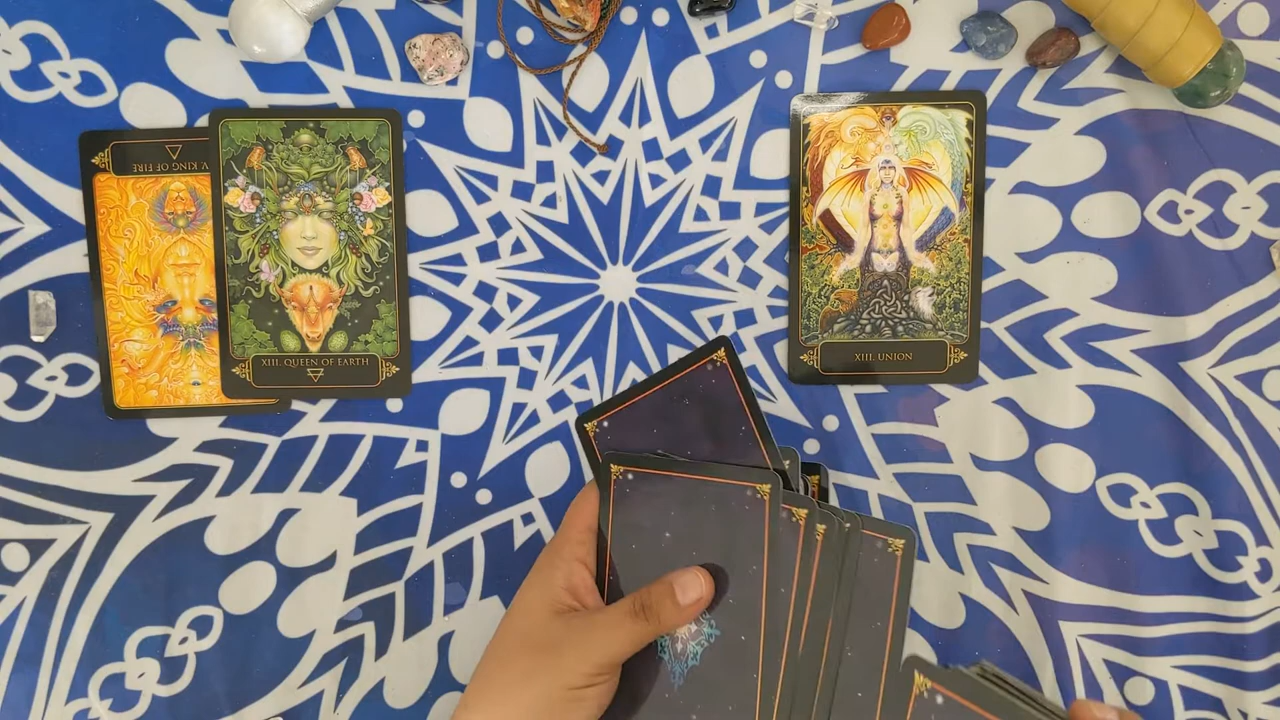 V. KING OF FIRE
XIII. QUEEN OF EARTH
XIII. UNION